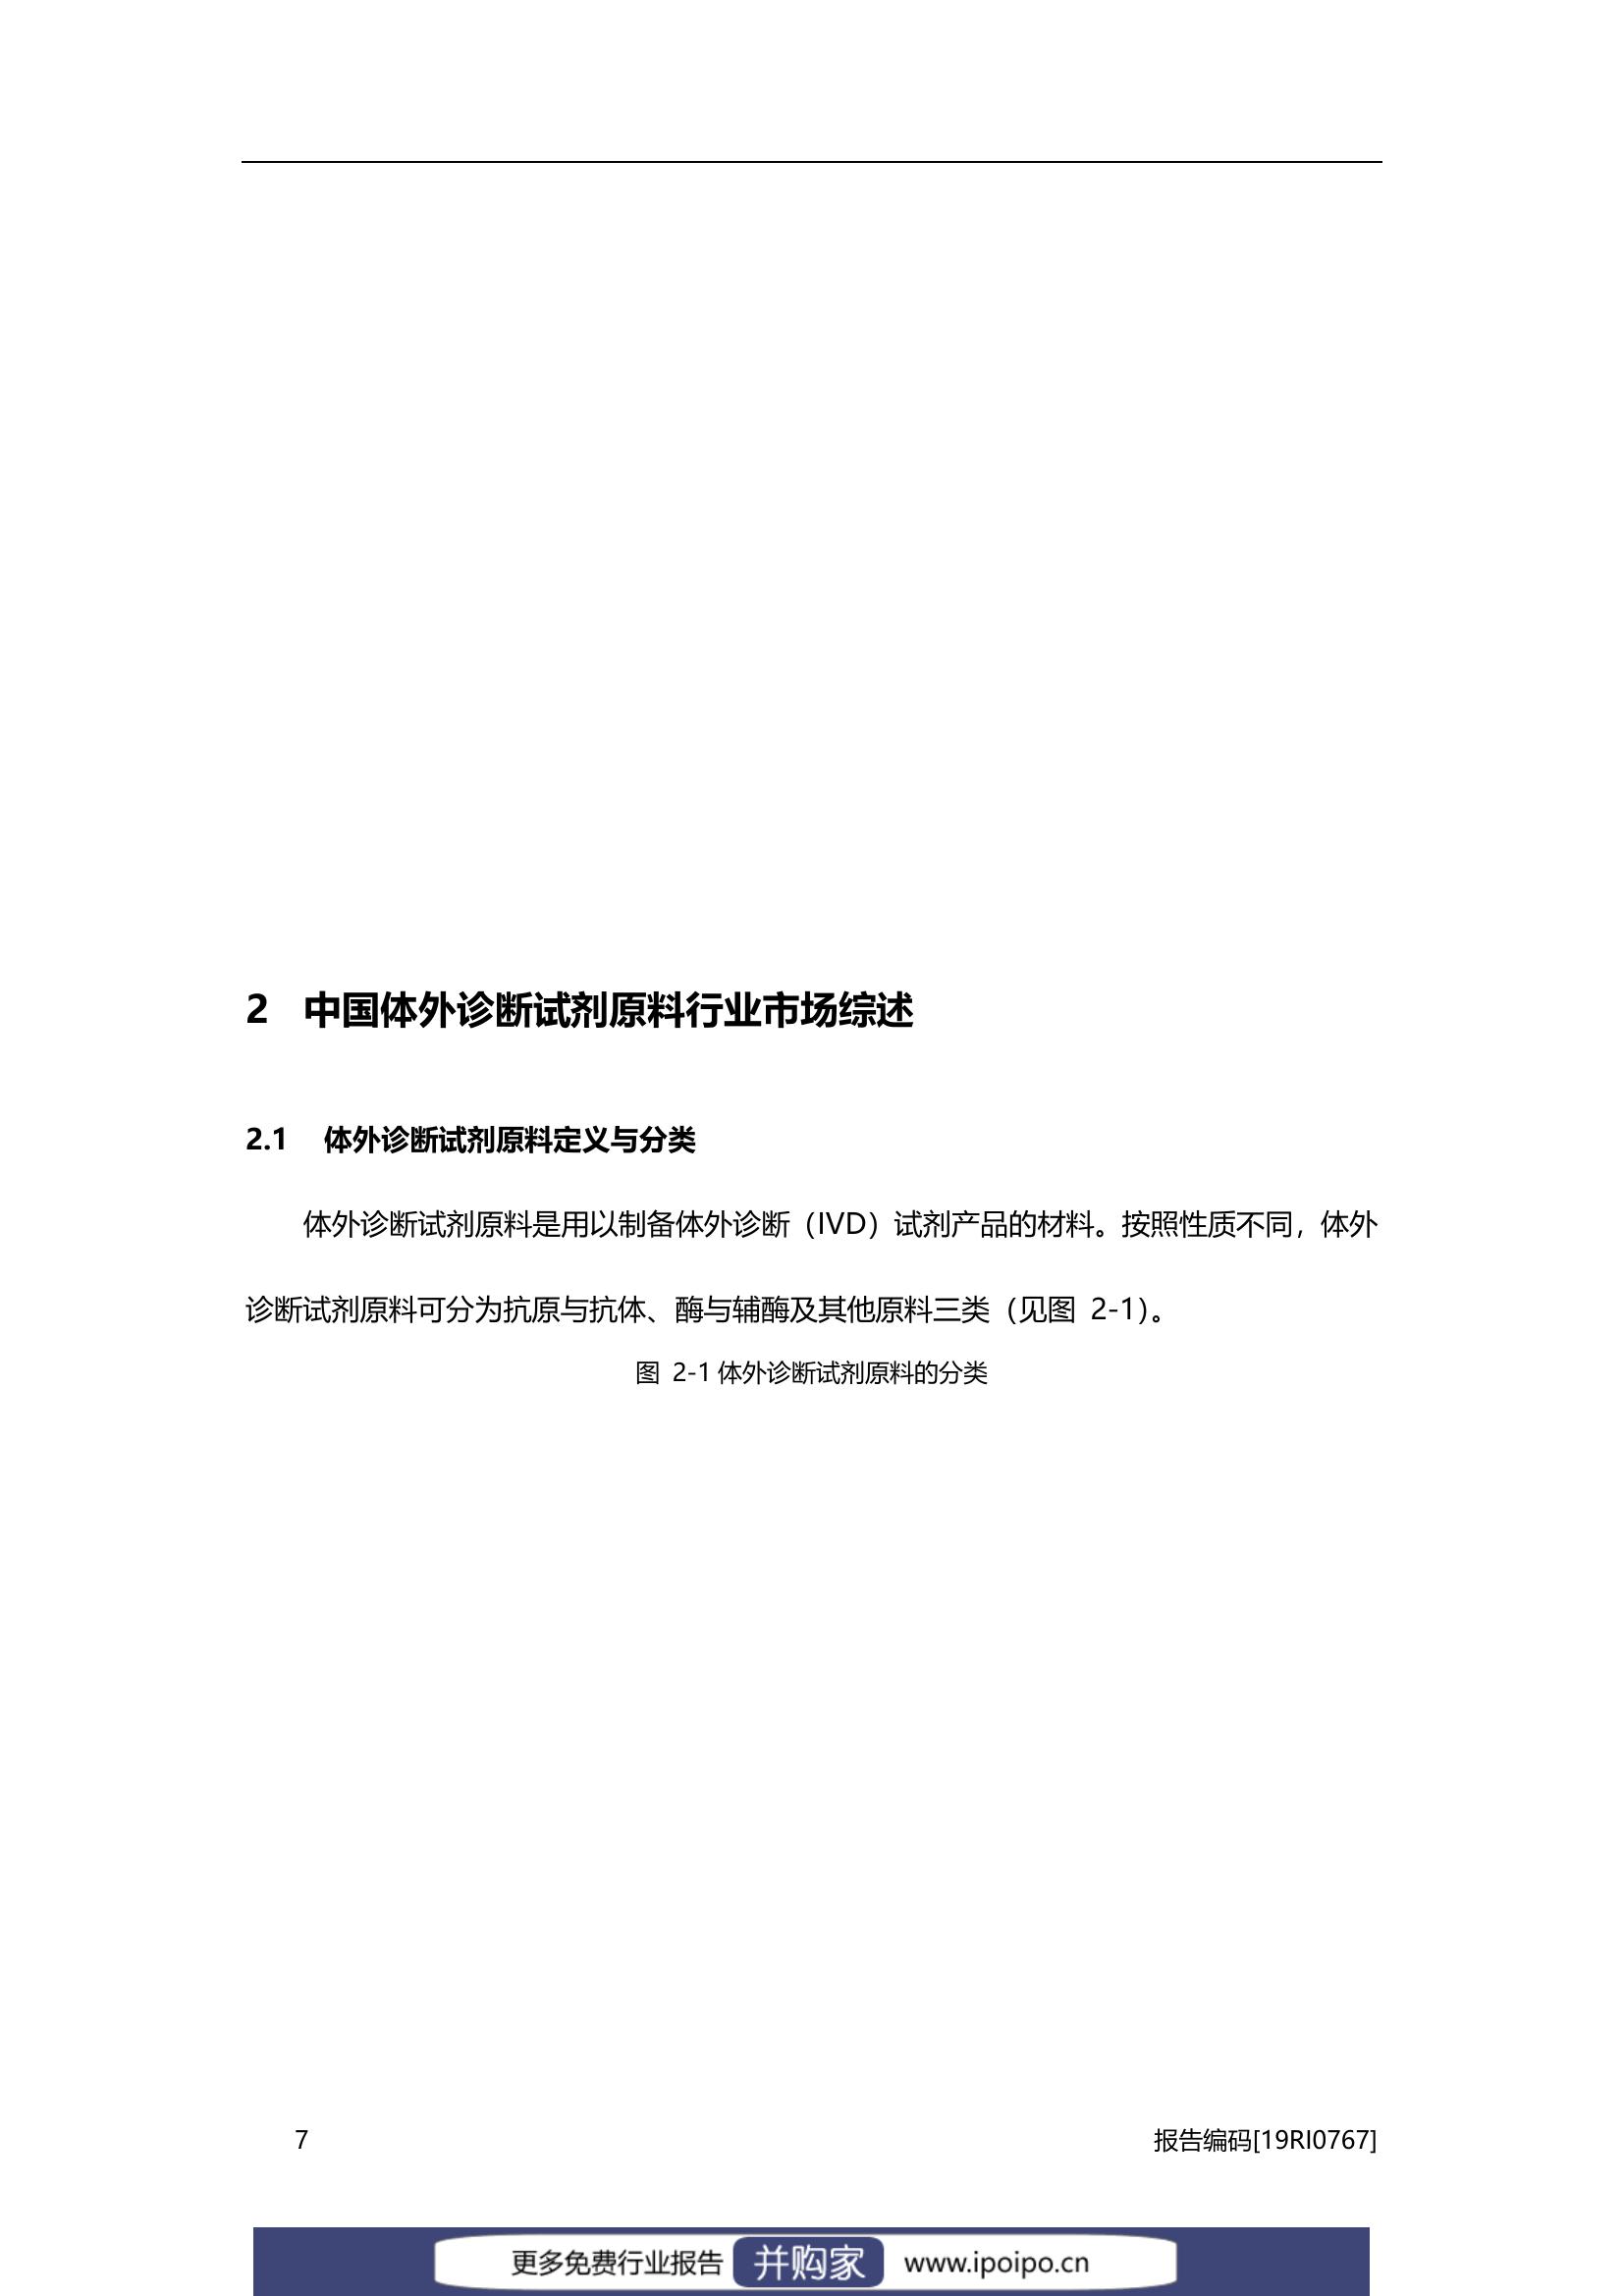 2 中国体外诊断试剂原料行业市场综述
2.1 体外诊断试剂原料定义与分类
体外诊断试剂原料是用以制备体外诊断（IVD）试剂产品的材料。按照性质不同，体外
诊断试剂原料可分为抗原与抗体、酶与辅酶及其他原料三类（见图 2-1）。
图 2-1 体外诊断试剂原料的分类
7 报告编码[19RI0767]
更多免费行业报告 并购家 www.ipoipo.cn